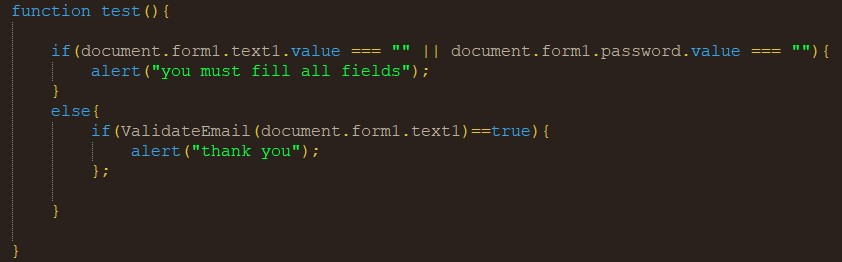 function test(){
if(document.form1.text1.value === "" || document.form1.password.value === ""){
alert("you must fill all fields");
}
else{
if(ValidateEmail(document.form1.text1)==true){
alert("thank you");
};
}
}